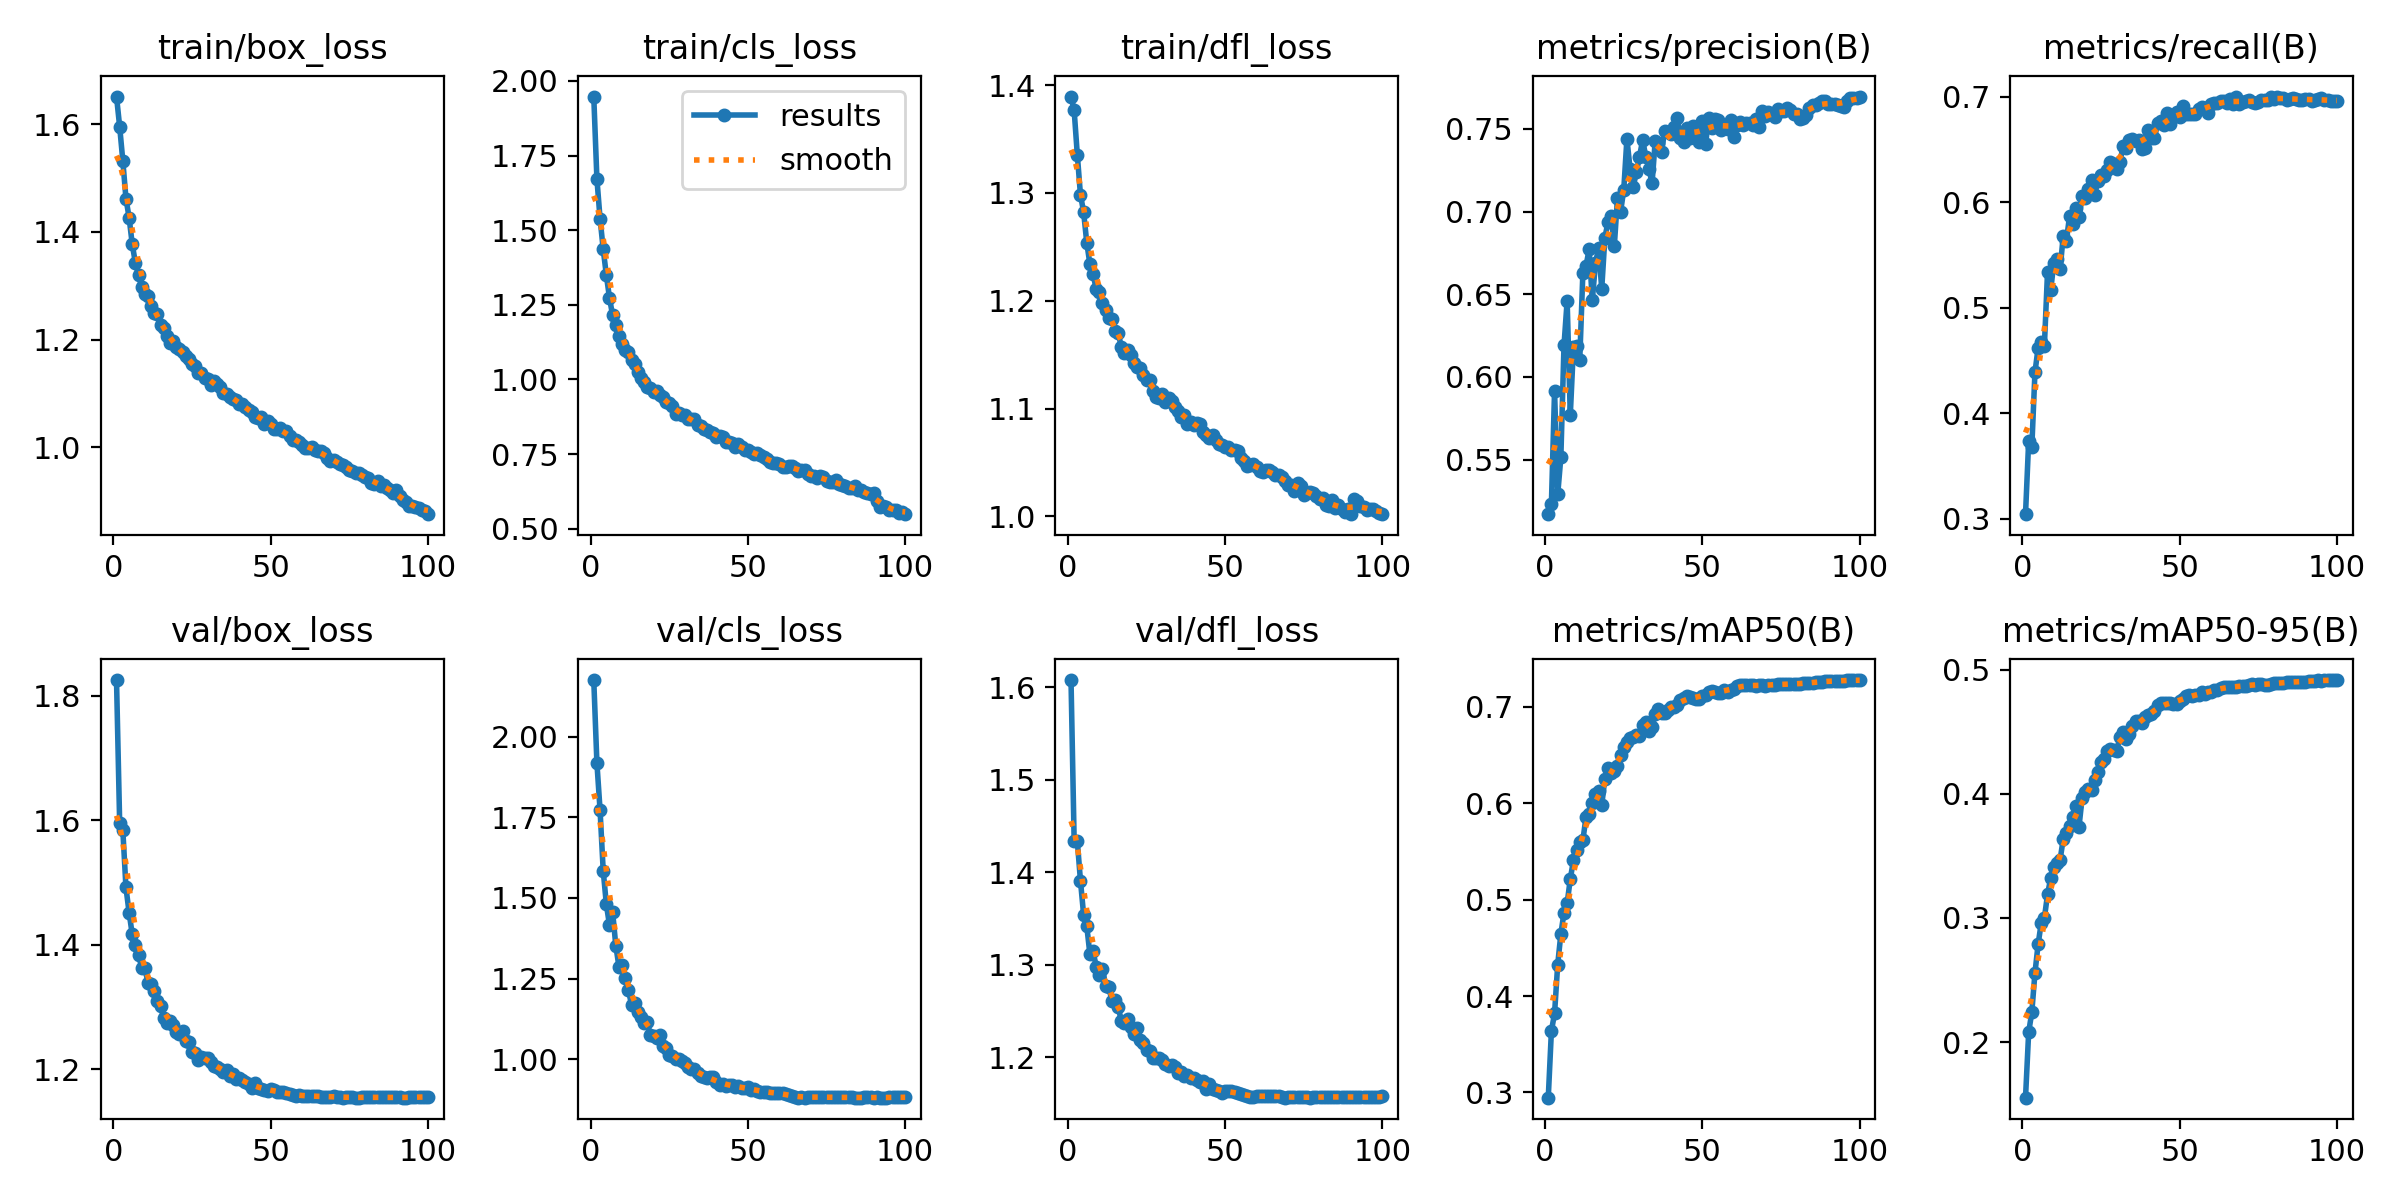 train/box_loss
1.6
1.4
1.2
1.0
0 50 100
train/cls_loss
2.00
1.75
1.50
1.25
1.00
0.75
0.50
results
smooth
0 50 100
train/dfl_loss
1.4
1.3
1.2
1.1
1.0
0 50 100
metrics/precision(B)
0.75
0.70
0.65
0.60
0.55
0 50 100
metrics/recall(B)
0.7
0.6
0.5
0.4
0.3
0 50 100
val/box_loss
1.8
1.6
1.4
1.2
0 50 100
val/cls_loss
2.00
1.75
1.50
1.25
1.00
0 50 100
val/dfl_loss
1.6
1.5
1.4
1.3
1.2
0 50 100
metrics/mAP50(B)
0.7
0.6
0.5
0.4
0.3
0 50 100
metrics/mAP50-95(B)
0.5
0.4
0.3
0.2
0 50 100